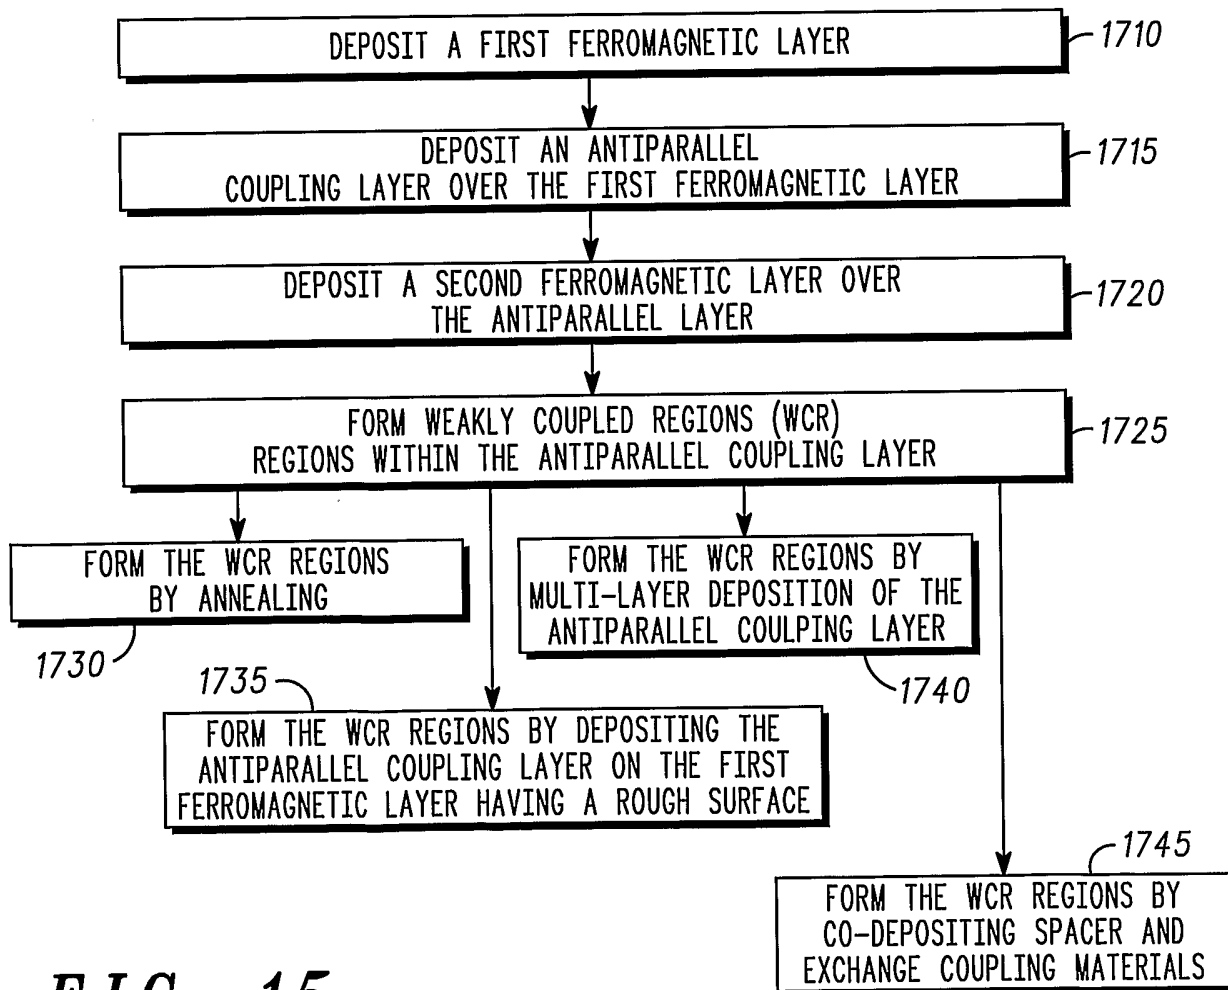 DEPOSIT A FIRST FERROMAGNETIC LAYER
1710
DEPOSIT AN ANTIPARALLEL
COUPLING LAYER OVER THE FIRST FERROMAGNETIC LAYER
1715
DEPOSIT A SECOND FERROMAGNETIC LAYER OVER
THE ANTIPARALLEL LAYER
1720
FORM WEAKLY COUPLED REGIONS (WCR)
REGIONS WITHIN THE ANTIPARALLEL COUPLING LAYER
1725
FORM THE WCR REGIONS
BY ANNEALING
1730
FORM THE WCR REGIONS BY
MULTI-LAYER DEPOSITION OF THE
ANTIPARALLEL COULPING LAYER
1740
1735
FORM THE WCR REGIONS BY DEPOSITING THE
ANTIPARALLEL COUPLING LAYER ON THE FIRST
FERROMAGNETIC LAYER HAVING A ROUGH SURFACE
1745
FORM THE WCR REGIONS BY
CO-DEPOSITING SPACER AND
EXCHANGE COUPLING MATERIALS
FIG. 15